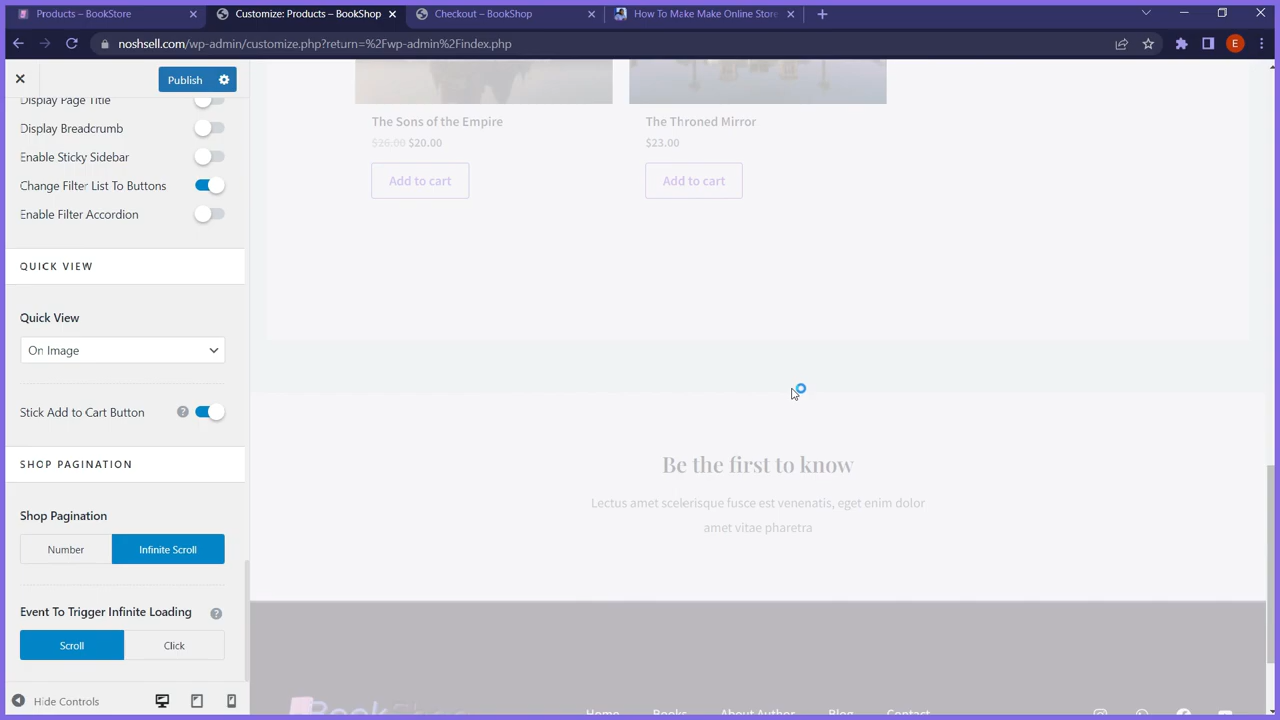 Products – BookStore
Customize: Products – BookShop
Checkout – BookShop
How To Make Make Online Store
noshsell.com/wp-admin/customize.php?return=%2Fwp-admin%2Findex.php
E
Publish
Display Page Title
Display Breadcrumb
Enable Sticky Sidebar
Change Filter List To Buttons
Enable Filter Accordion
QUICK VIEW
Quick View
On Image
Stick Add to Cart Button
?
SHOP PAGINATION
Shop Pagination
Number
Infinite Scroll
Event To Trigger Infinite Loading
?
Scroll
Click
Hide Controls
The Sons of the Empire
$26.00 $20.00
Add to cart
The Throned Mirror
$23.00
Add to cart
Be the first to know
Lectus amet scelerisque fusce est venenatis, eget enim dolor
amet vitae pharetra
BookShop
Home
Books
About Author
Blog
Contact